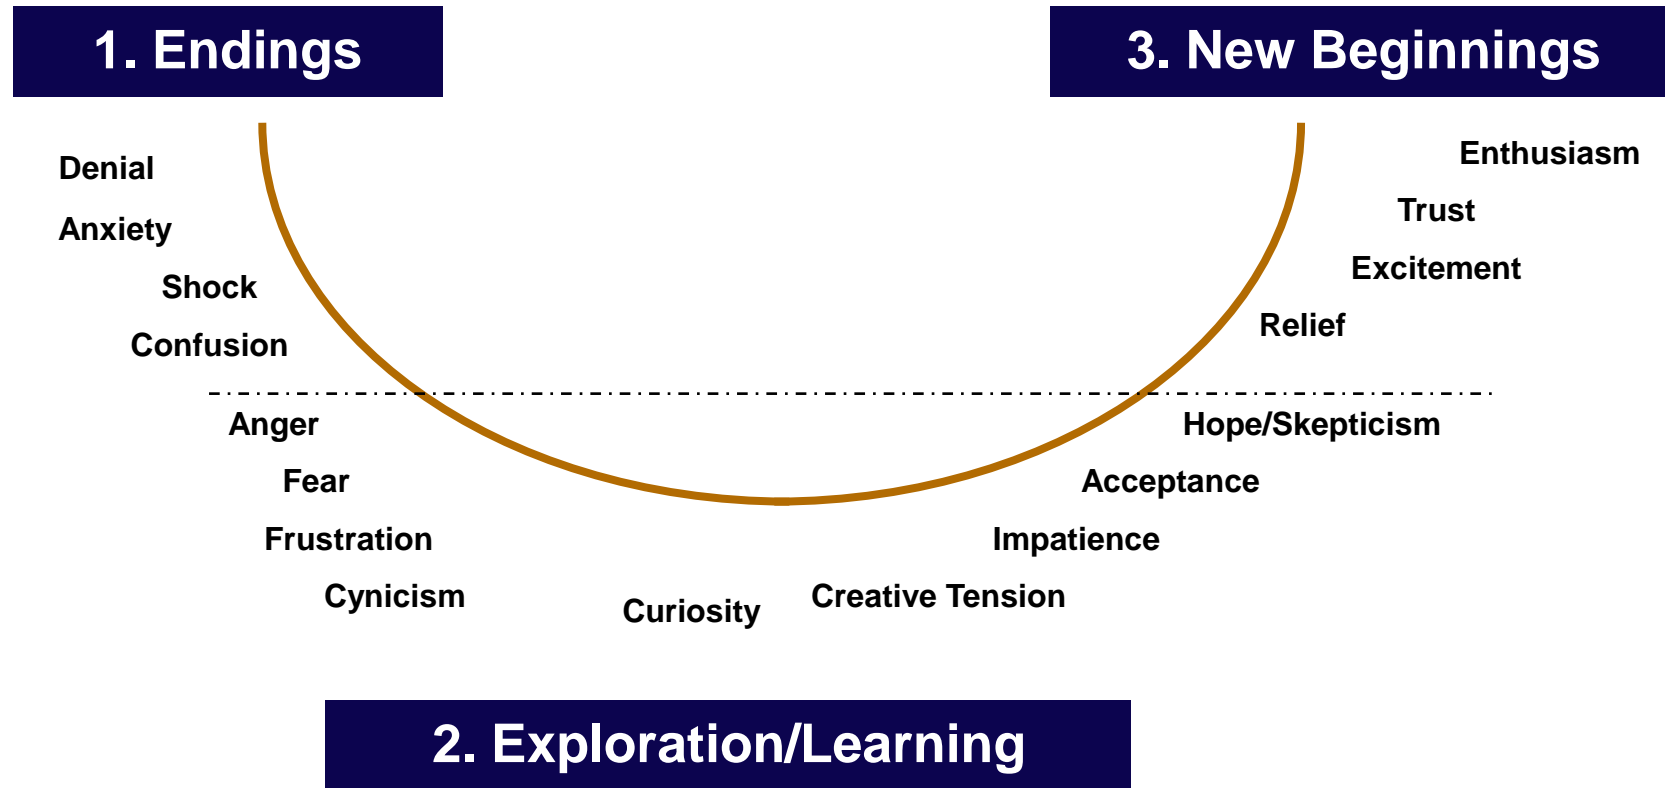 1. Endings
3. New Beginnings
Denial
Anxiety
Shock
Confusion
Anger
Fear
Frustration
Cynicism
Curiosity
Creative Tension
Impatience
Acceptance
Hope/Skepticism
Relief
Excitement
Trust
Enthusiasm
2. Exploration/Learning